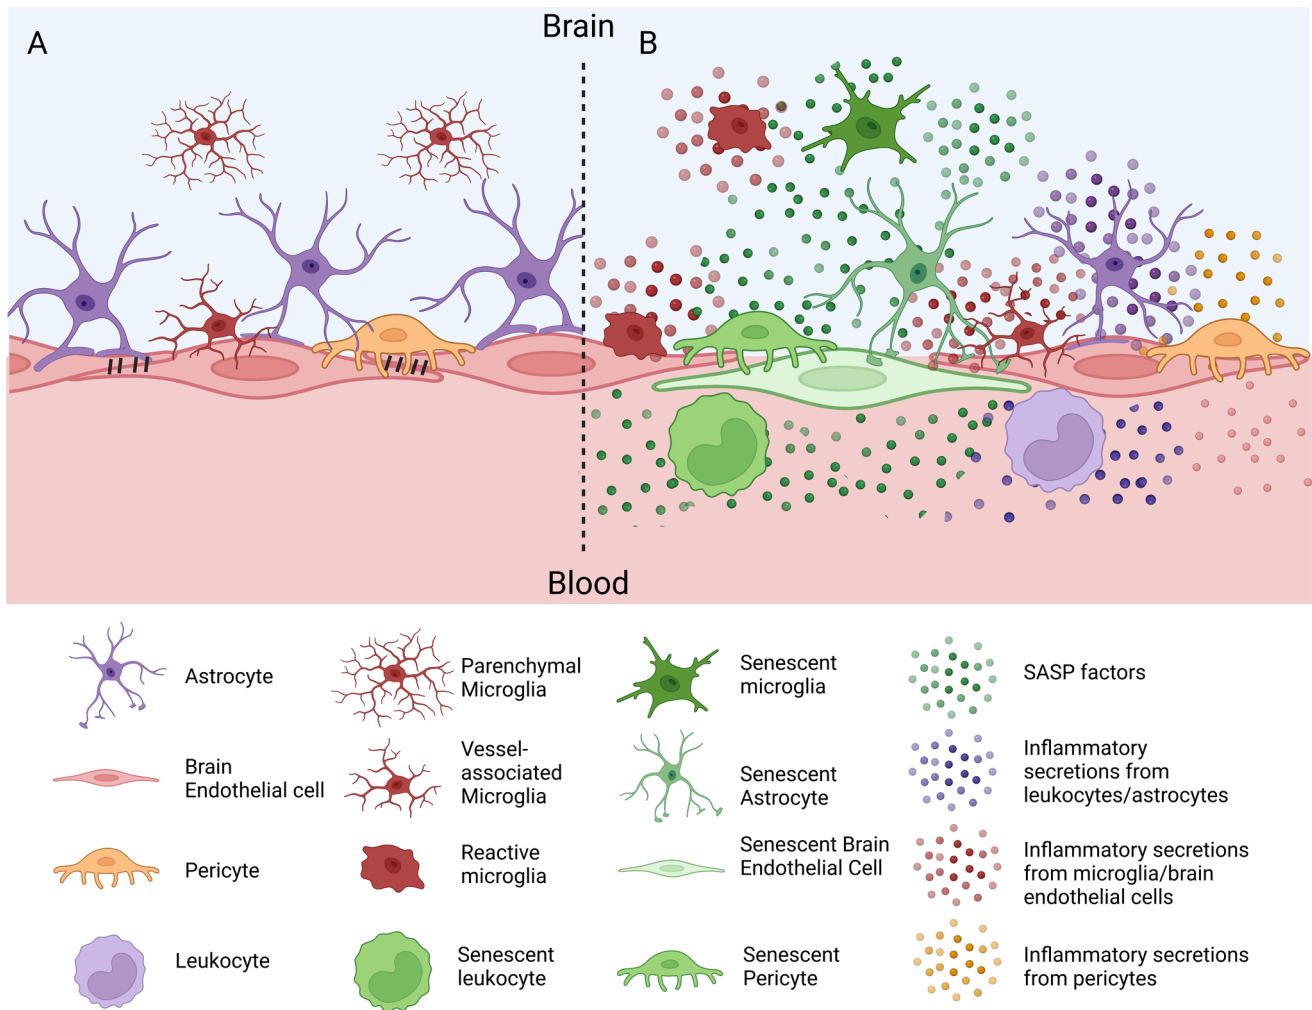 A
Brain
B
Blood
Astrocyte
Parenchymal
Microglia
Senescent
microglia
SASP factors
Brain
Endothelial cell
Vessel-
associated
Microglia
Senescent
Astrocyte
Inflammatory
secretions from
leukocytes/astrocytes
Pericyte
Reactive
microglia
Senescent Brain
Endothelial Cell
Inflammatory secretions
from microglia/brain
endothelial cells
Leukocyte
Senescent
leukocyte
Senescent
Pericyte
Inflammatory secretions
from pericytes